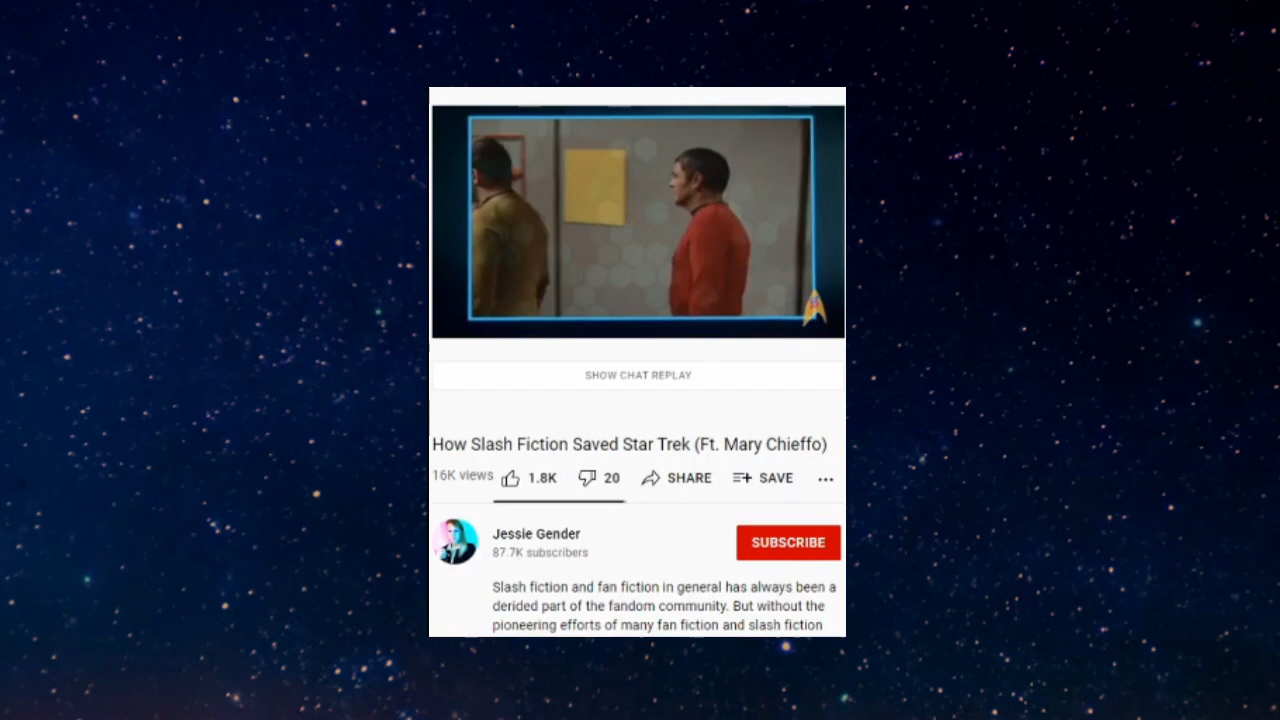 SHOW CHAT REPLAY
How Slash Fiction Saved Star Trek (Ft. Mary Chieffo)
16K views 1.8K 20 SHARE SAVE
Jessie Gender
87.7K subscribers
SUBSCRIBE
Slash fiction and fan fiction in general has always been a
derided part of the fandom community. But without the
pioneering efforts of many fan fiction and slash fiction